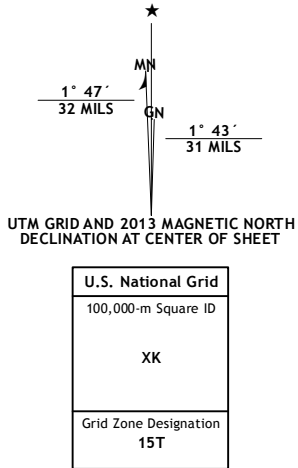 MN
1° 47´
32 MILS
GN
1° 43´
31 MILS
UTM GRID AND 2013 MAGNETIC NORTH
DECLINATION AT CENTER OF SHEET
U.S. National Grid
100,000-m Square ID
XK
Grid Zone Designation
15T